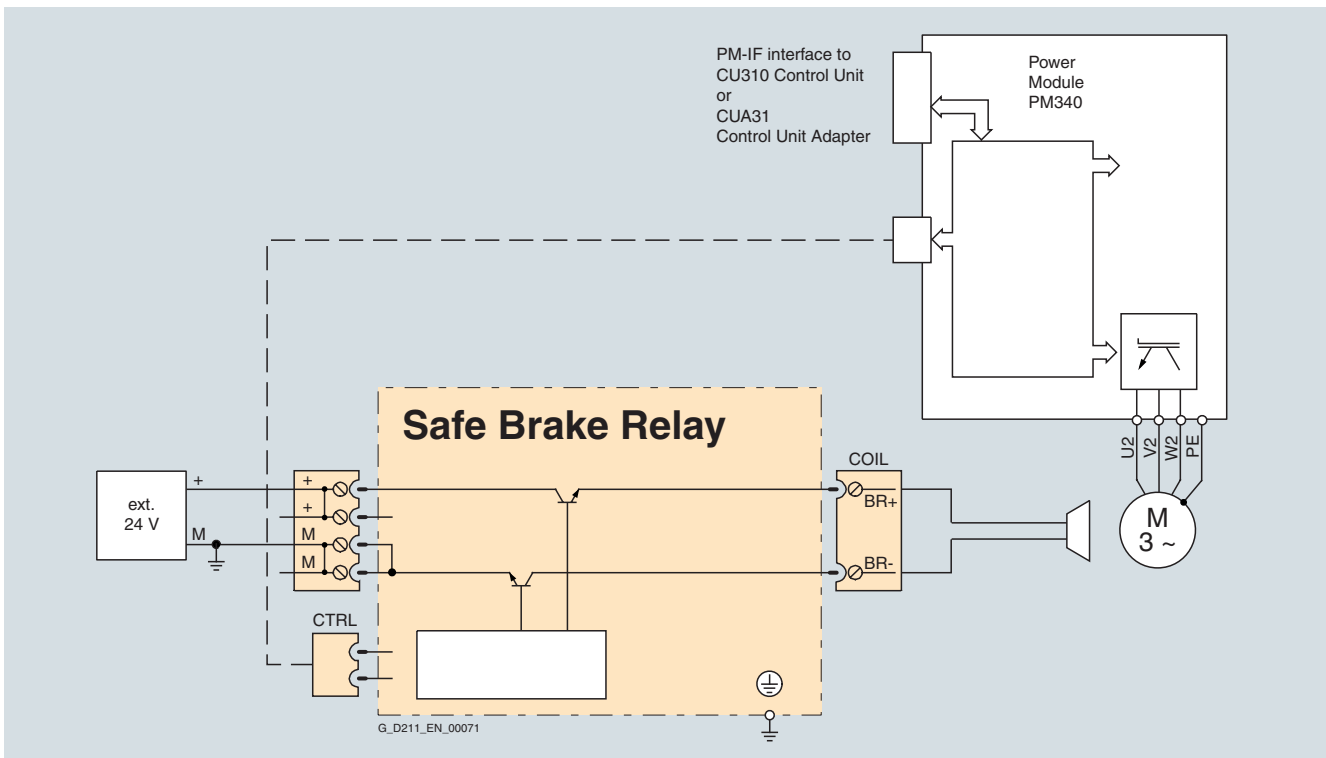 PM-IF interface to
CU310 Control Unit
or
CUA31
Control Unit Adapter
Power
Module
PM340
U2
V2
W2
PE
M
3 ~
Safe Brake Relay
COIL
BR+
BR-
ext.
24 V
+
M
+
+
M
M
CTRL
G_D211_EN_00071